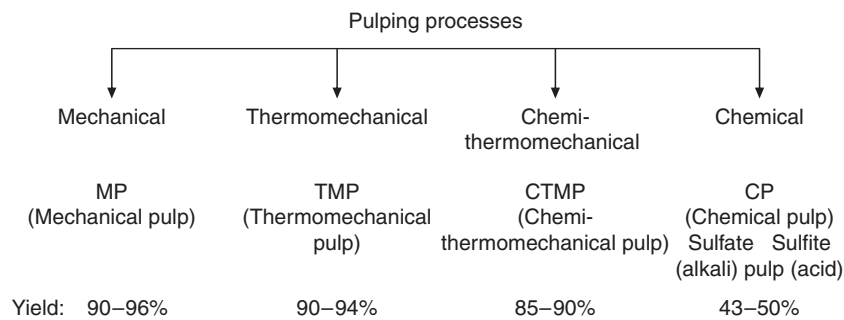 Pulping processes
Mechanical
Thermomechanical
Chemi-
thermomechanical
Chemical
MP
(Mechanical pulp)
TMP
(Thermomechanical
pulp)
CTMP
(Chemi-
thermomechanical pulp)
CP
(Chemical pulp)
Sulfate Sulfite
(alkali) pulp (acid)
Yield: 90–96% 90–94% 85–90% 43–50%